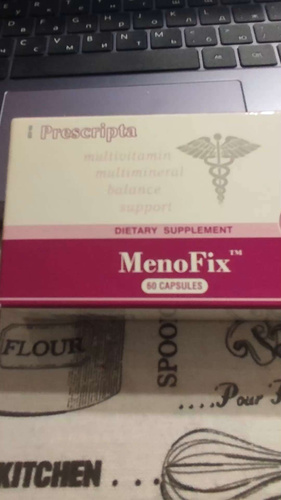 Prescripta
multivitamin
multimineral
balance
support
DIETARY SUPPLEMENT
MenoFix™
60 CAPSULES
FLOUR
SPOO
....Pour
KITCHEN ...